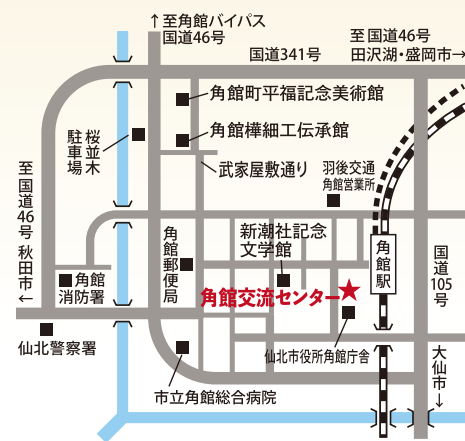 ↑至角館バイパス
国道46号
至国道46号
田沢湖・盛岡市→
国道341号
角館町平福記念美術館
角館樺細工伝承館
桜並木
駐車場
武家屋敷通り
羽後交通
角館営業所
至国道46号 秋田市↓
新潮社記念
文学館
角館郵便局
角館駅
国道105号
角館
消防署
角館交流センター★
仙北警察署
仙北市役所角館庁舎
大仙市↓
市立角館総合病院